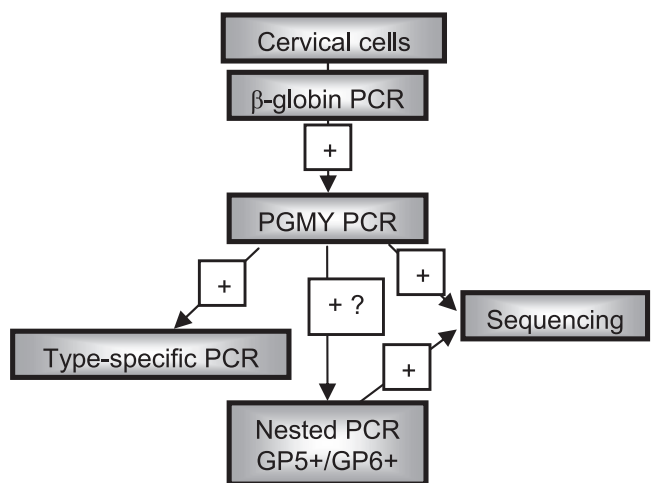 Cervical cells
β-globin PCR
+
PGMY PCR
+
+
+ ?
Sequencing
Type-specific PCR
+
Nested PCR
GP5+/GP6+